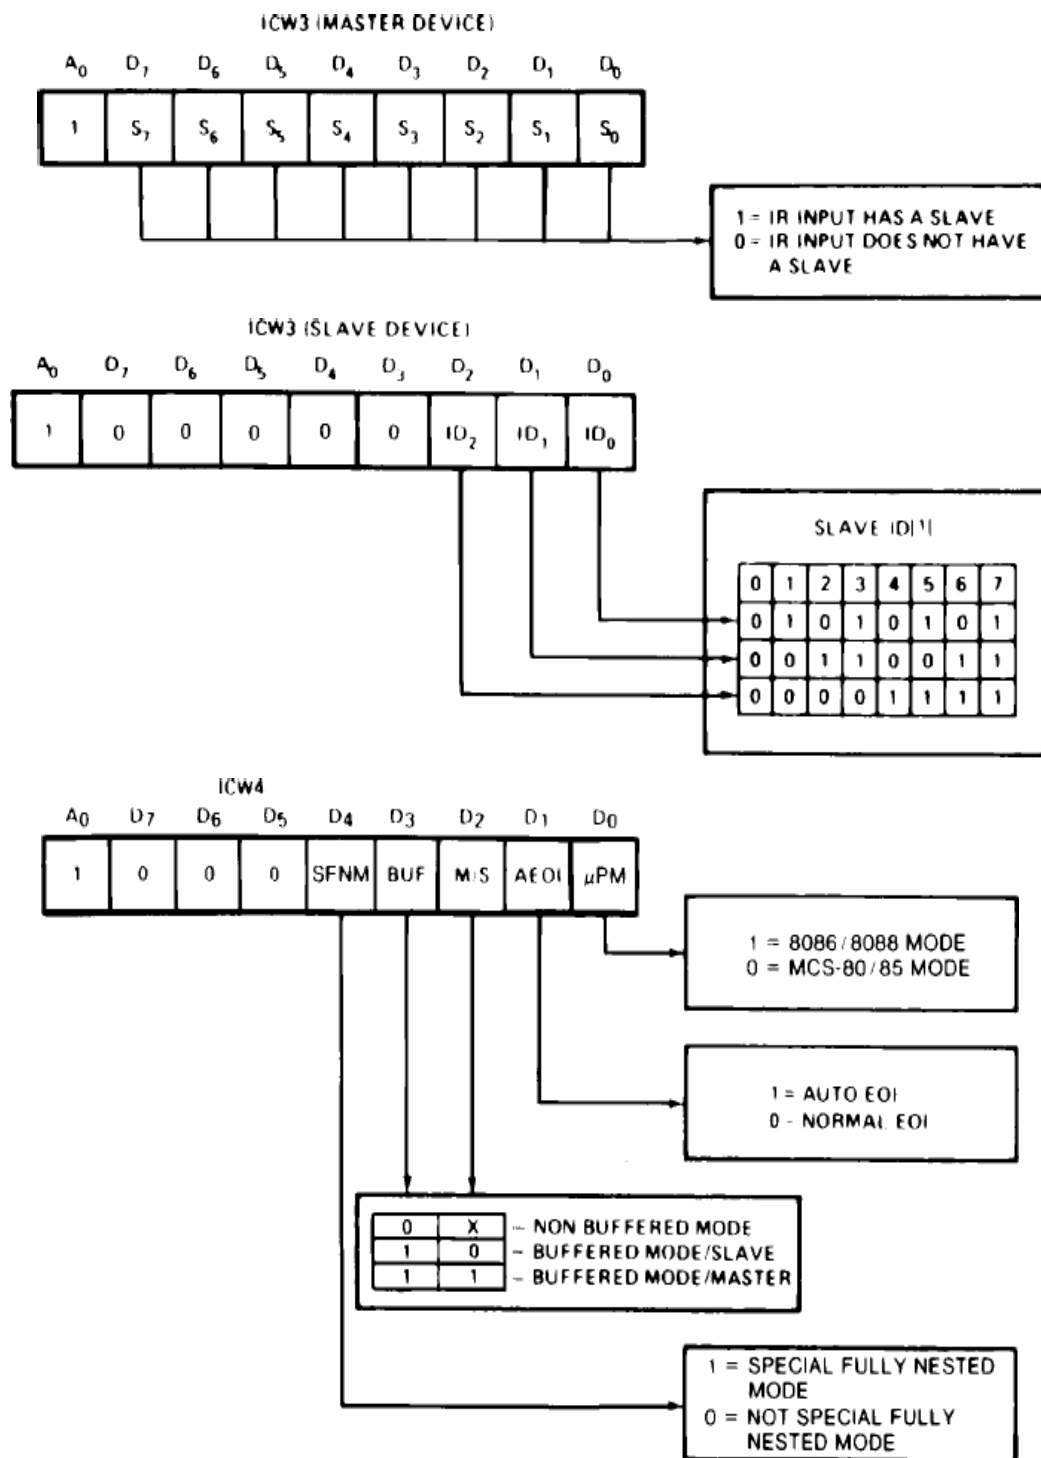 ICW3 (MASTER DEVICE)
A0 D7 D6 D5 D4 D3 D2 D1 D0
1 S7 S6 S5 S4 S3 S2 S1 S0
1 = IR INPUT HAS A SLAVE
0 = IR INPUT DOES NOT HAVE
A SLAVE
ICW3 (SLAVE DEVICE)
A0 D7 D6 D5 D4 D3 D2 D1 D0
1 0 0 0 0 0 ID2 ID1 ID0
SLAVE ID[1]
0 1 2 3 4 5 6 7
0 1 0 1 0 1 0 1
0 0 1 1 0 0 1 1
0 0 0 0 1 1 1 1
ICW4
A0 D7 D6 D5 D4 D3 D2 D1 D0
1 0 0 0 SFNM BUF M/S AEOI μPM
1 = 8086/8088 MODE
0 = MCS-80/85 MODE
1 = AUTO EOI
0 - NORMAL EOI
0 X – NON BUFFERED MODE
1 0 – BUFFERED MODE/SLAVE
1 1 – BUFFERED MODE/MASTER
1 = SPECIAL FULLY NESTED
MODE
0 = NOT SPECIAL FULLY
NESTED MODE